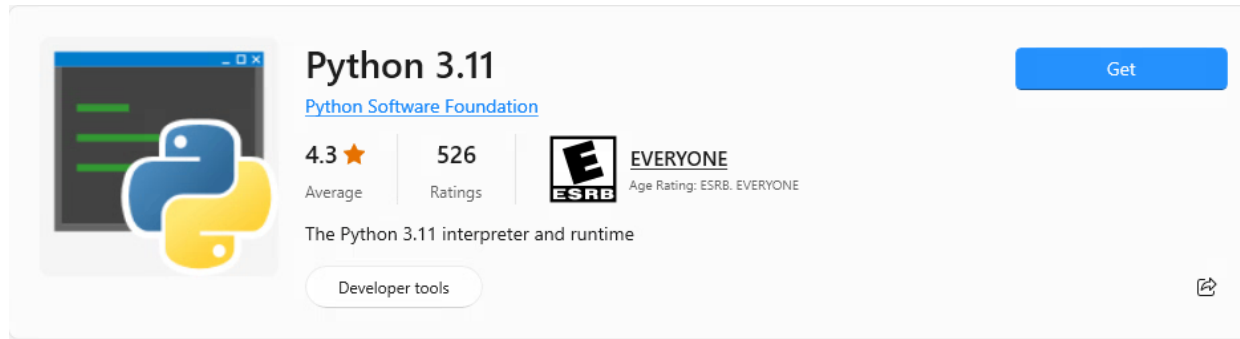 Python 3.11
Get
Python Software Foundation
4.3
526
Average
Ratings
E
ESRB
EVERYONE
Age Rating: ESRB. EVERYONE
The Python 3.11 interpreter and runtime
Developer tools